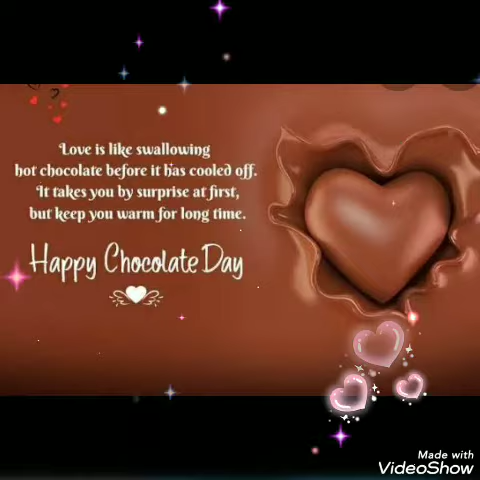 Love is like swallowing
hot chocolate before it has cooled off.
It takes you by surprise at first,
but keep you warm for long time.
Happy Chocolate Day
Made with
VideoShow